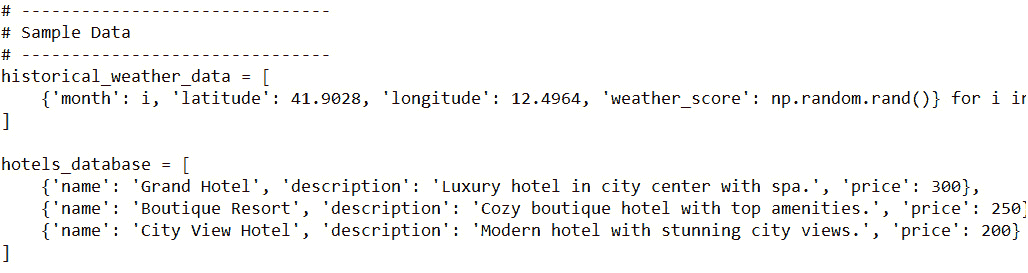 # -------------------------------
# Sample Data
# -------------------------------
historical_weather_data = [
    {'month': i, 'latitude': 41.9028, 'longitude': 12.4964, 'weather_score': np.random.rand()} for i in
]

hotels_database = [
    {'name': 'Grand Hotel', 'description': 'Luxury hotel in city center with spa.', 'price': 300},
    {'name': 'Boutique Resort', 'description': 'Cozy boutique hotel with top amenities.', 'price': 250}
    {'name': 'City View Hotel', 'description': 'Modern hotel with stunning city views.', 'price': 200}
]